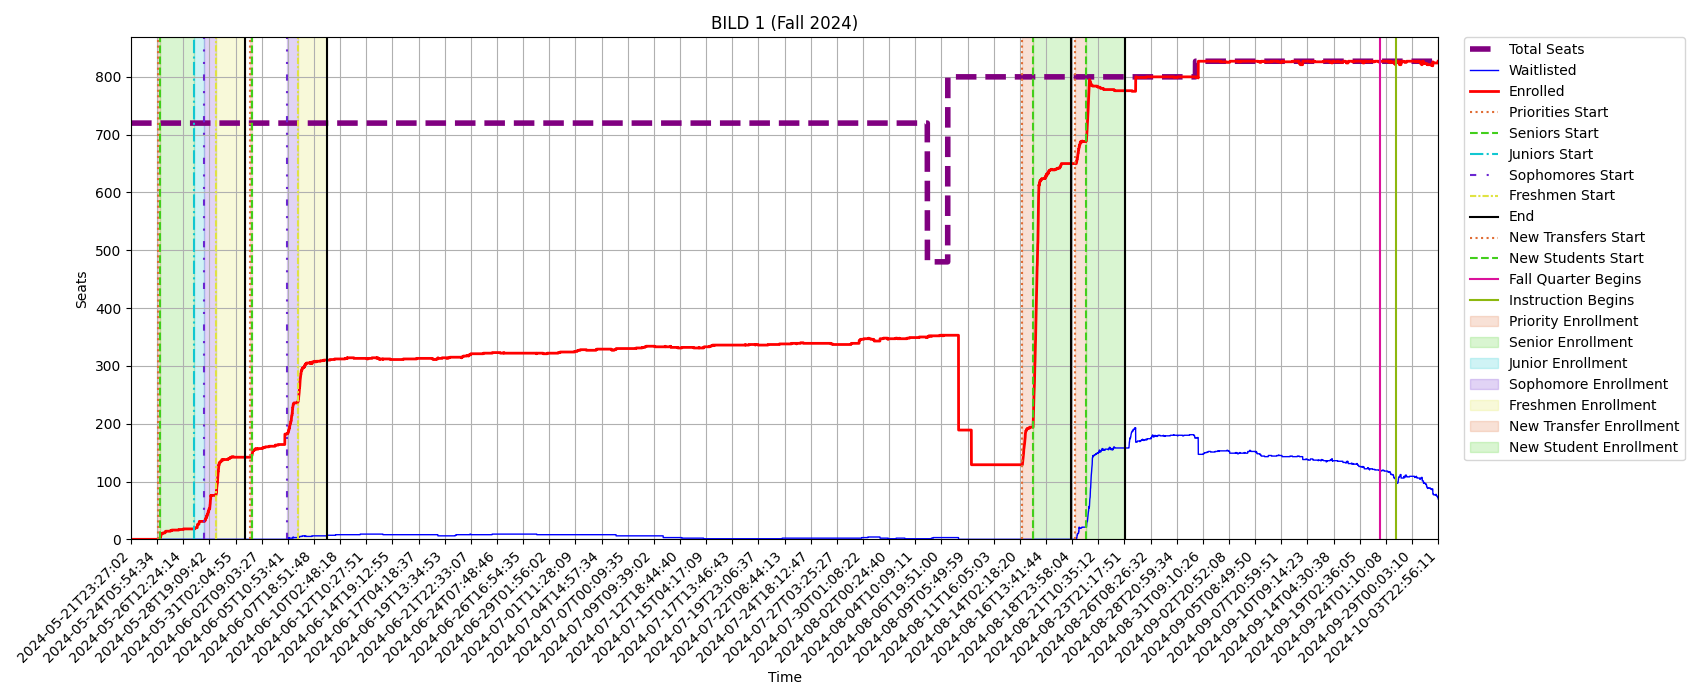 BILD 1 (Fall 2024)
Seats
800
700
600
500
400
300
200
100
0
2024-05-21T23:27:02
2024-05-24T05:54:34
2024-05-26T12:24:14
2024-05-28T19:09:42
2024-05-31T02:04:55
2024-06-02T09:03:27
2024-06-05T10:53:41
2024-06-07T18:51:48
2024-06-10T02:48:18
2024-06-12T10:27:51
2024-06-14T19:12:55
2024-06-17T04:18:37
2024-06-19T13:34:53
2024-06-21T22:33:07
2024-06-24T07:48:46
2024-06-26T16:54:35
2024-06-29T01:56:02
2024-07-01T11:28:09
2024-07-04T14:57:34
2024-07-07T00:09:35
2024-07-09T09:39:02
2024-07-12T18:44:40
2024-07-15T04:17:09
2024-07-17T13:46:43
2024-07-19T23:06:37
2024-07-22T08:44:13
2024-07-24T18:12:47
2024-07-27T03:25:27
2024-07-30T01:08:22
2024-08-02T01:00:24:40
2024-08-04T10:09:11
2024-08-06T19:51:00
2024-08-09T05:49:59
2024-08-11T16:05:03
2024-08-14T02:18:20
2024-08-16T13:41:44
2024-08-18T23:58:04
2024-08-21T10:35:12
2024-08-23T21:17:51
2024-08-26T08:26:32
2024-08-28T20:59:34
2024-08-31T09:10:26
2024-09-02T20:52:08
2024-09-05T08:49:50
2024-09-07T20:59:51
2024-09-10T09:14:23
2024-09-14T04:30:38
2024-09-19T02:36:05
2024-09-24T01:10:08
2024-09-29T00:03:10
2024-10-03T22:56:11
Time
Total Seats
Waitlisted
Enrolled
Priorities Start
Seniors Start
Juniors Start
Sophomores Start
Freshmen Start
End
New Transfers Start
New Students Start
Fall Quarter Begins
Instruction Begins
Priority Enrollment
Senior Enrollment
Junior Enrollment
Sophomore Enrollment
Freshmen Enrollment
New Transfer Enrollment
New Student Enrollment